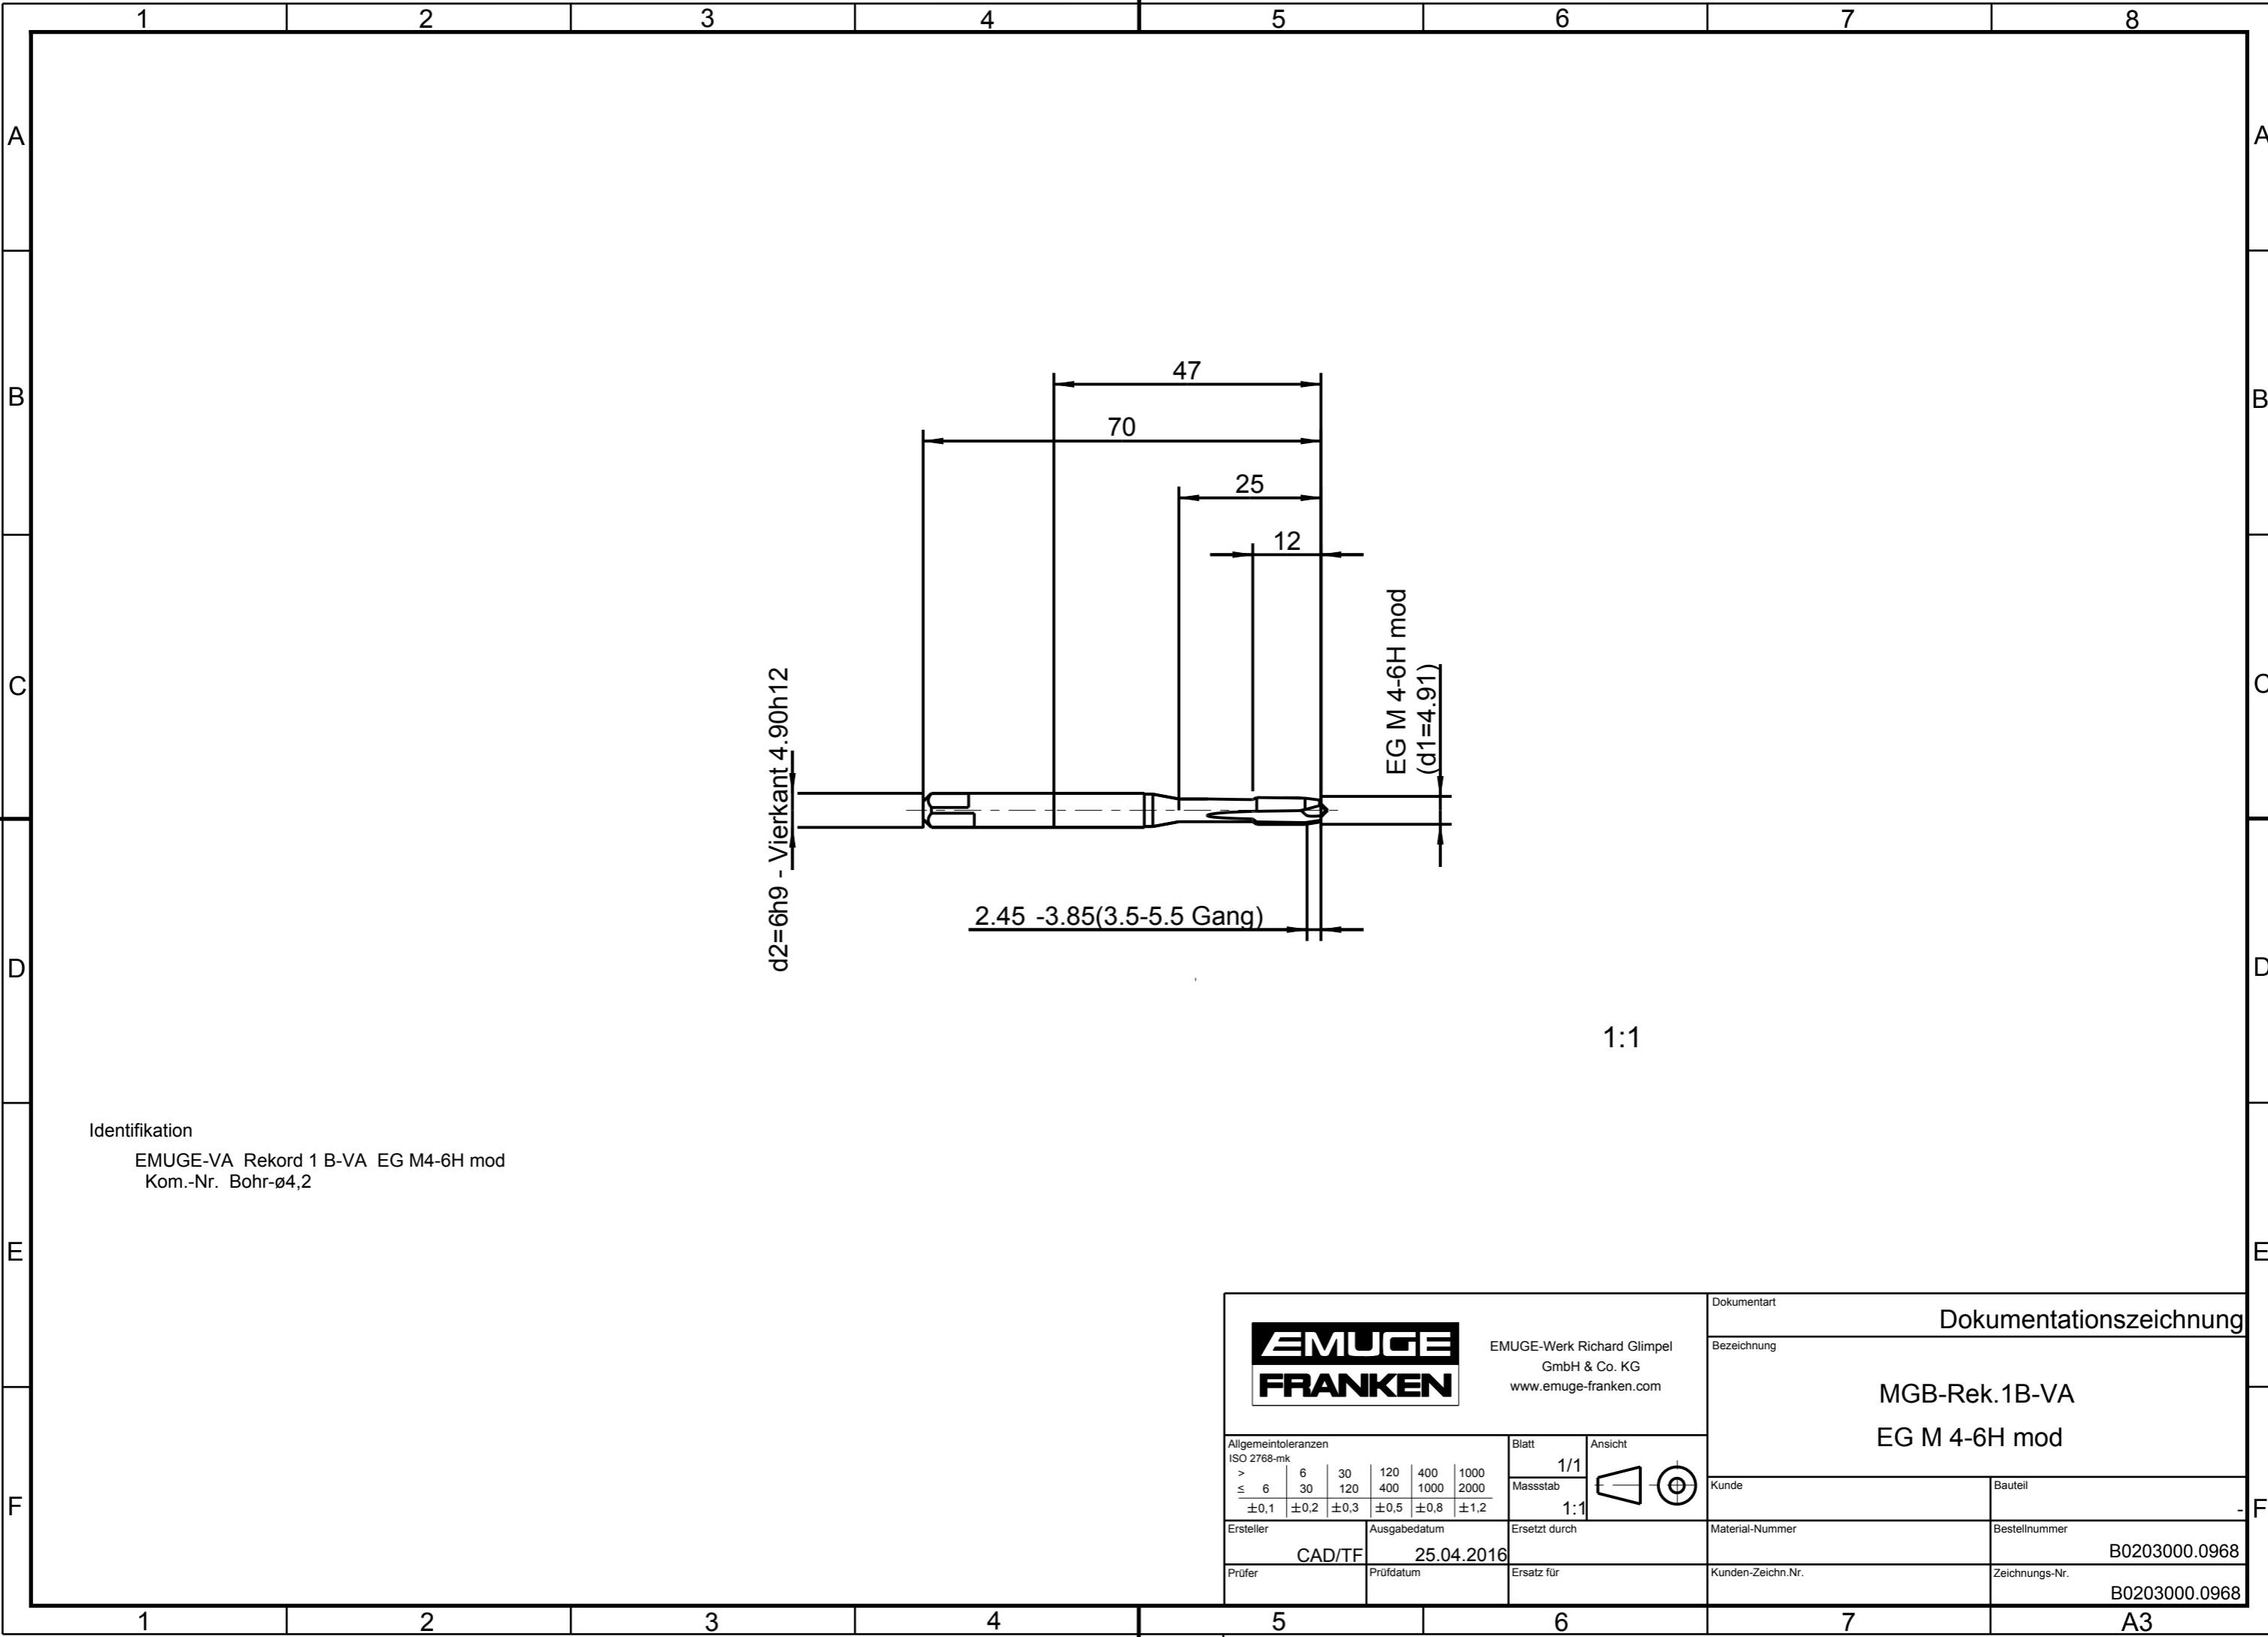 1 2 3 4 5 6 7 8
A A
B B
C C
D D
E E
F F
47
70
25
12
EG M 4-6H mod
(d1=4.91)
d2=6h9 - Vierkant 4.90h12
2.45 -3.85(3.5-5.5 Gang)
1:1
Identifikation
EMUGE-VA Rekord 1 B-VA EG M4-6H mod
Kom.-Nr. Bohr-ø4,2
EMUGE
FRANKEN
EMUGE-Werk Richard Glimpel
GmbH & Co. KG
www.emuge-franken.com
Dokumentart
Dokumentationszeichnung
Bezeichnung
MGB-Rek.1B-VA
EG M 4-6H mod
Allgemeintoleranzen
ISO 2768-mk
> 6 30 120 400 1000
≤ 6 30 120 400 1000 2000
±0,1 ±0,2 ±0,3 ±0,5 ±0,8 ±1,2
Blatt
1/1
Ansicht
Massstab
1:1
Kunde
Bauteil
-
Ersteller
CAD/TF
Ausgabedatum
25.04.2016
Ersetzt durch
Material-Nummer
Bestellnummer
B0203000.0968
Prüfer
Prüfdatum
Ersatz für
Kunden-Zeichn.Nr.
Zeichnungs-Nr.
B0203000.0968
1 2 3 4 5 6 7 A3